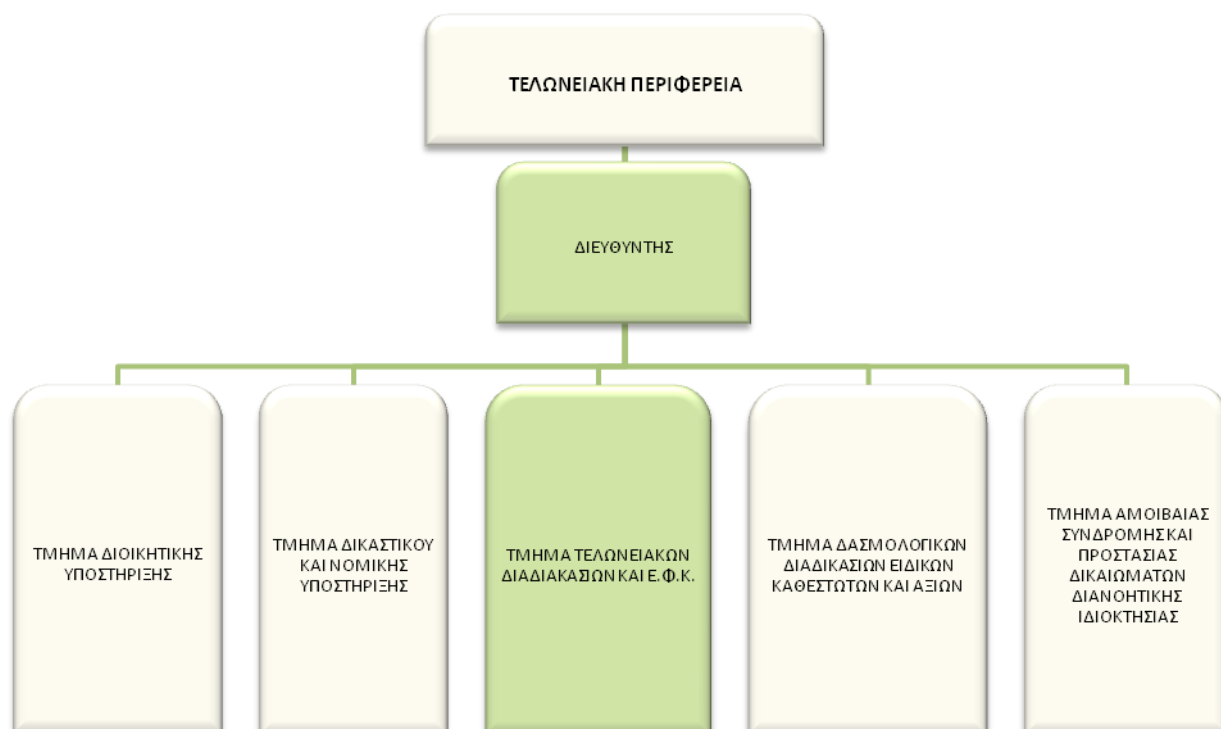 ΤΕΛΩΝΕΙΑΚΗ ΠΕΡΙΦΕΡΕΙΑ
ΔΙΕΥΘΥΝΤΗΣ
ΤΜΗΜΑ ΔΙΟΙΚΗΤΙΚΗΣ
ΥΠΟΣΤΗΡΙΞΗΣ
ΤΜΗΜΑ ΔΙΚΑΣΤΙΚΟΥ
ΚΑΙ ΝΟΜΙΚΗΣ
ΥΠΟΣΤΗΡΙΞΗΣ
ΤΜΗΜΑ ΤΕΛΩΝΕΙΑΚΩΝ
ΔΙΑΔΙΑΚΑΣΙΩΝ ΚΑΙ Ε.Φ.Κ.
ΤΜΗΜΑ ΔΑΣΜΟΛΟΓΙΚΩΝ
ΔΙΑΔΙΚΑΣΙΩΝ ΕΙΔΙΚΩΝ
ΚΑΘΕΣΤΩΤΩΝ ΚΑΙ ΑΞΙΩΝ
ΤΜΗΜΑ ΑΜΟΙΒΑΙΑΣ
ΣΥΝΔΡΟΜΗΣ ΚΑΙ
ΠΡΟΣΤΑΣΙΑΣ
ΔΙΚΑΙΩΜΑΤΩΝ
ΔΙΑΝΟΗΤΙΚΗΣ
ΙΔΙΟΚΤΗΣΙΑΣ